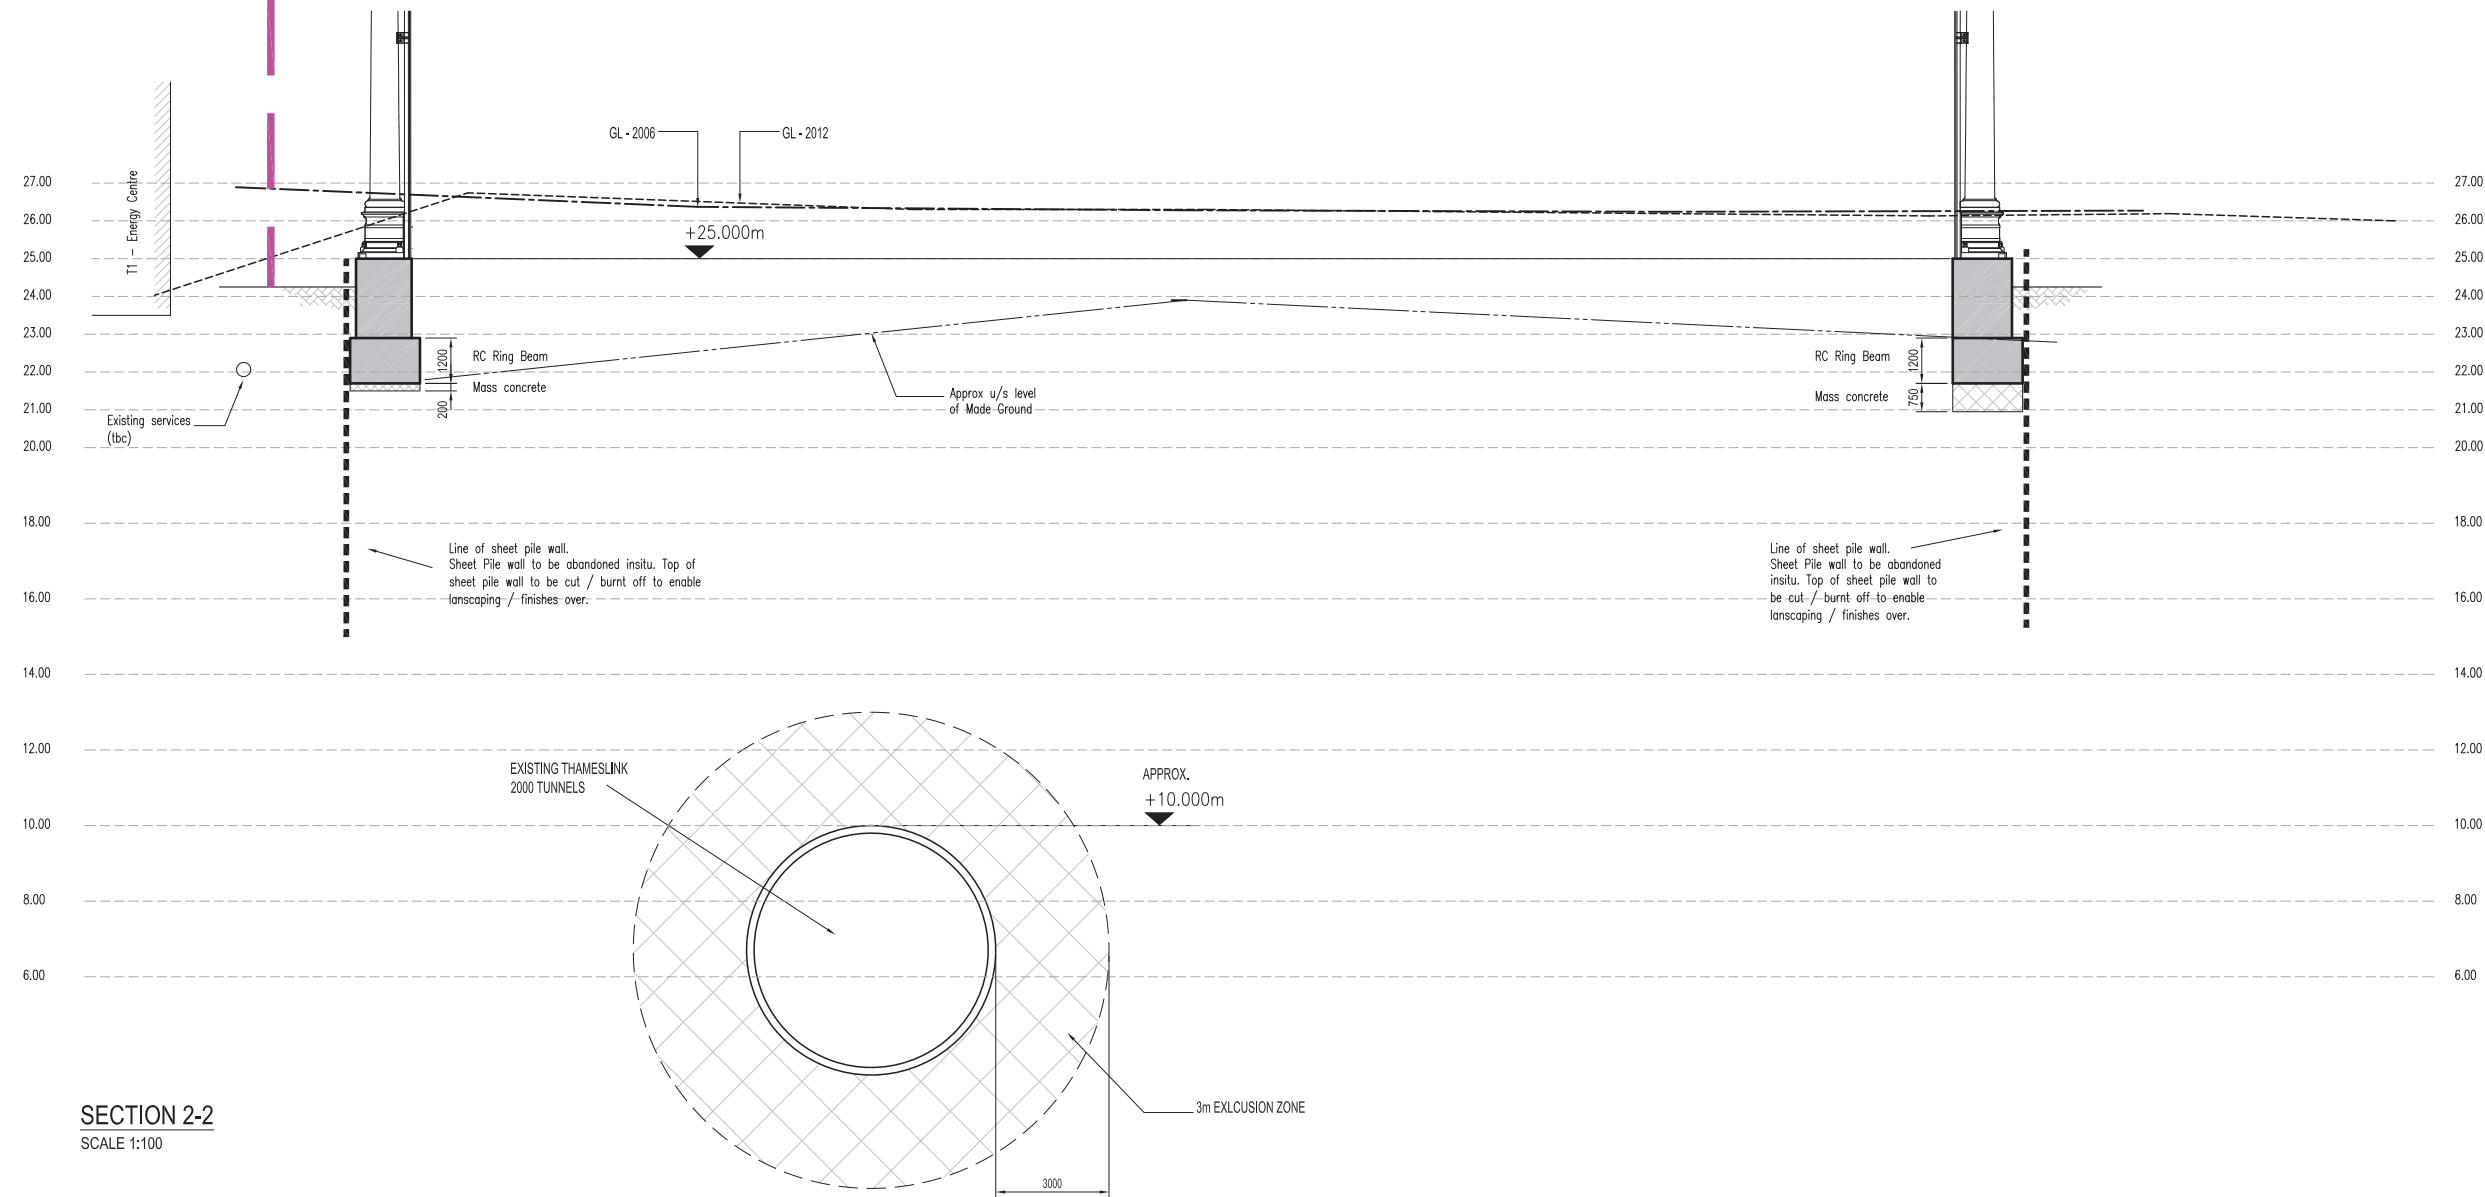 GL - 2006
GL - 2012
27.00
27.00
T1 - Energy Centre
26.00
26.00
+25.000m
25.00
25.00
24.00
24.00
23.00
23.00
1200
RC Ring Beam
RC Ring Beam
1200
22.00
22.00
Mass concrete
Mass concrete
200
750
Approx u/s level
of Made Ground
21.00
21.00
Existing services
(tbc)
20.00
20.00
18.00
18.00
Line of sheet pile wall.
Sheet Pile wall to be abandoned insitu. Top of
sheet pile wall to be cut / burnt off to enable
lanscaping / finishes over.
Line of sheet pile wall.
Sheet Pile wall to be abandoned
insitu. Top of sheet pile wall to
be cut / burnt off to enable
lanscaping / finishes over.
16.00
16.00
14.00
14.00
12.00
12.00
EXISTING THAMESLINK
2000 TUNNELS
APPROX.
+10.000m
10.00
10.00
8.00
8.00
6.00
6.00
3m EXLCUSION ZONE
SECTION 2-2
SCALE 1:100
3000